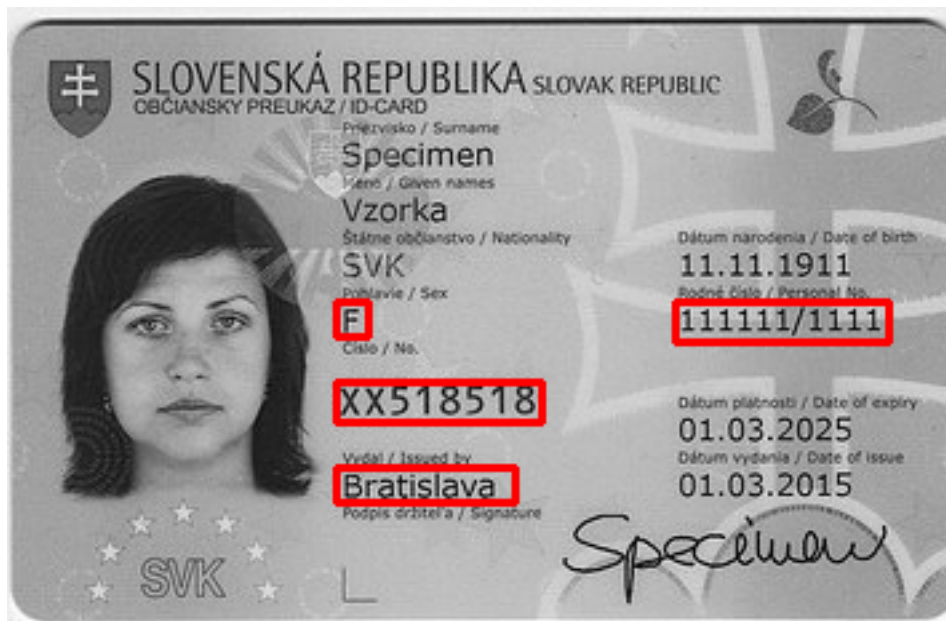 SLOVENSKÁ REPUBLIKA SLOVAK REPUBLIC
OBČIANSKY PREUKAZ / ID-CARD
Priezvisko / Surname
Specimen
Meno / Given names
Vzorka
Štátne občianstvo / Nationality
SVK
Dátum narodenia / Date of birth
11.11.1911
Pohlavie / Sex
F
Rodné číslo / Personal No.
111111/1111
Číslo / No.
XX518518
Dátum platnosti / Date of expiry
01.03.2025
Vydal / Issued by
Bratislava
Dátum vydania / Date of issue
01.03.2015
Podpis držiteľa / Signature
Specimen
SVK